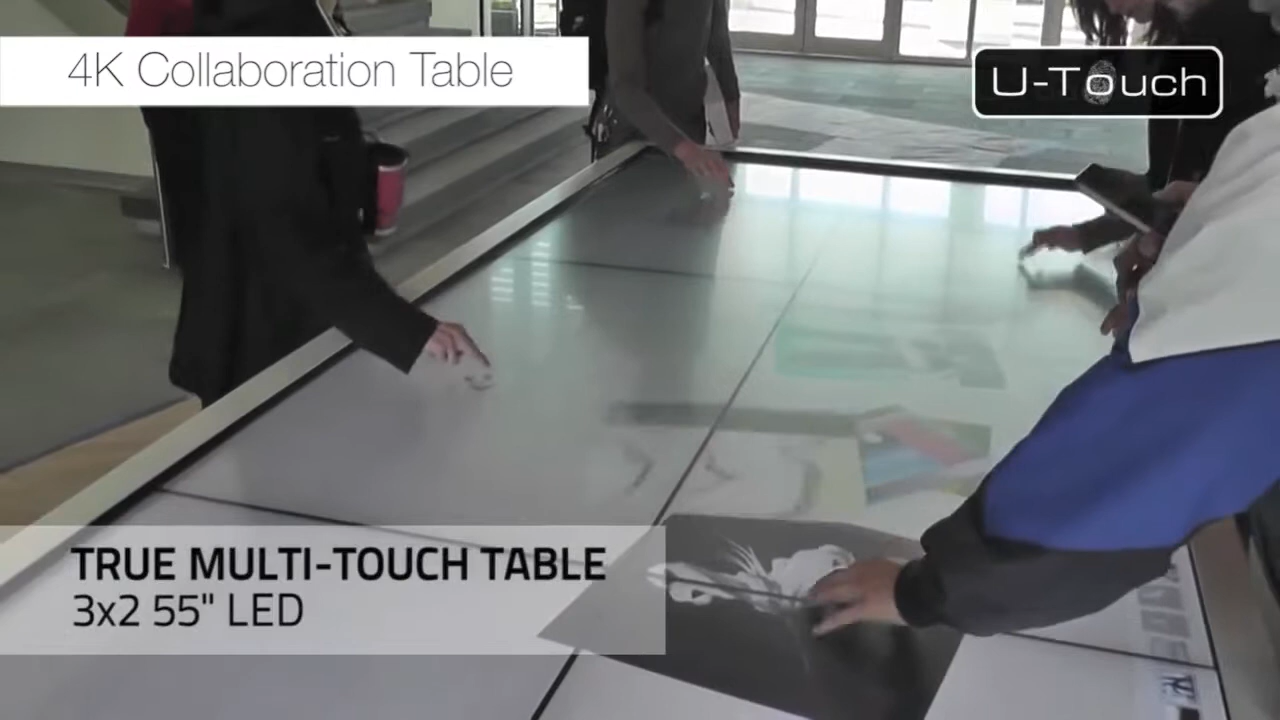 4K Collaboration Table
U-Touch
TRUE MULTI-TOUCH TABLE
3x2 55" LED